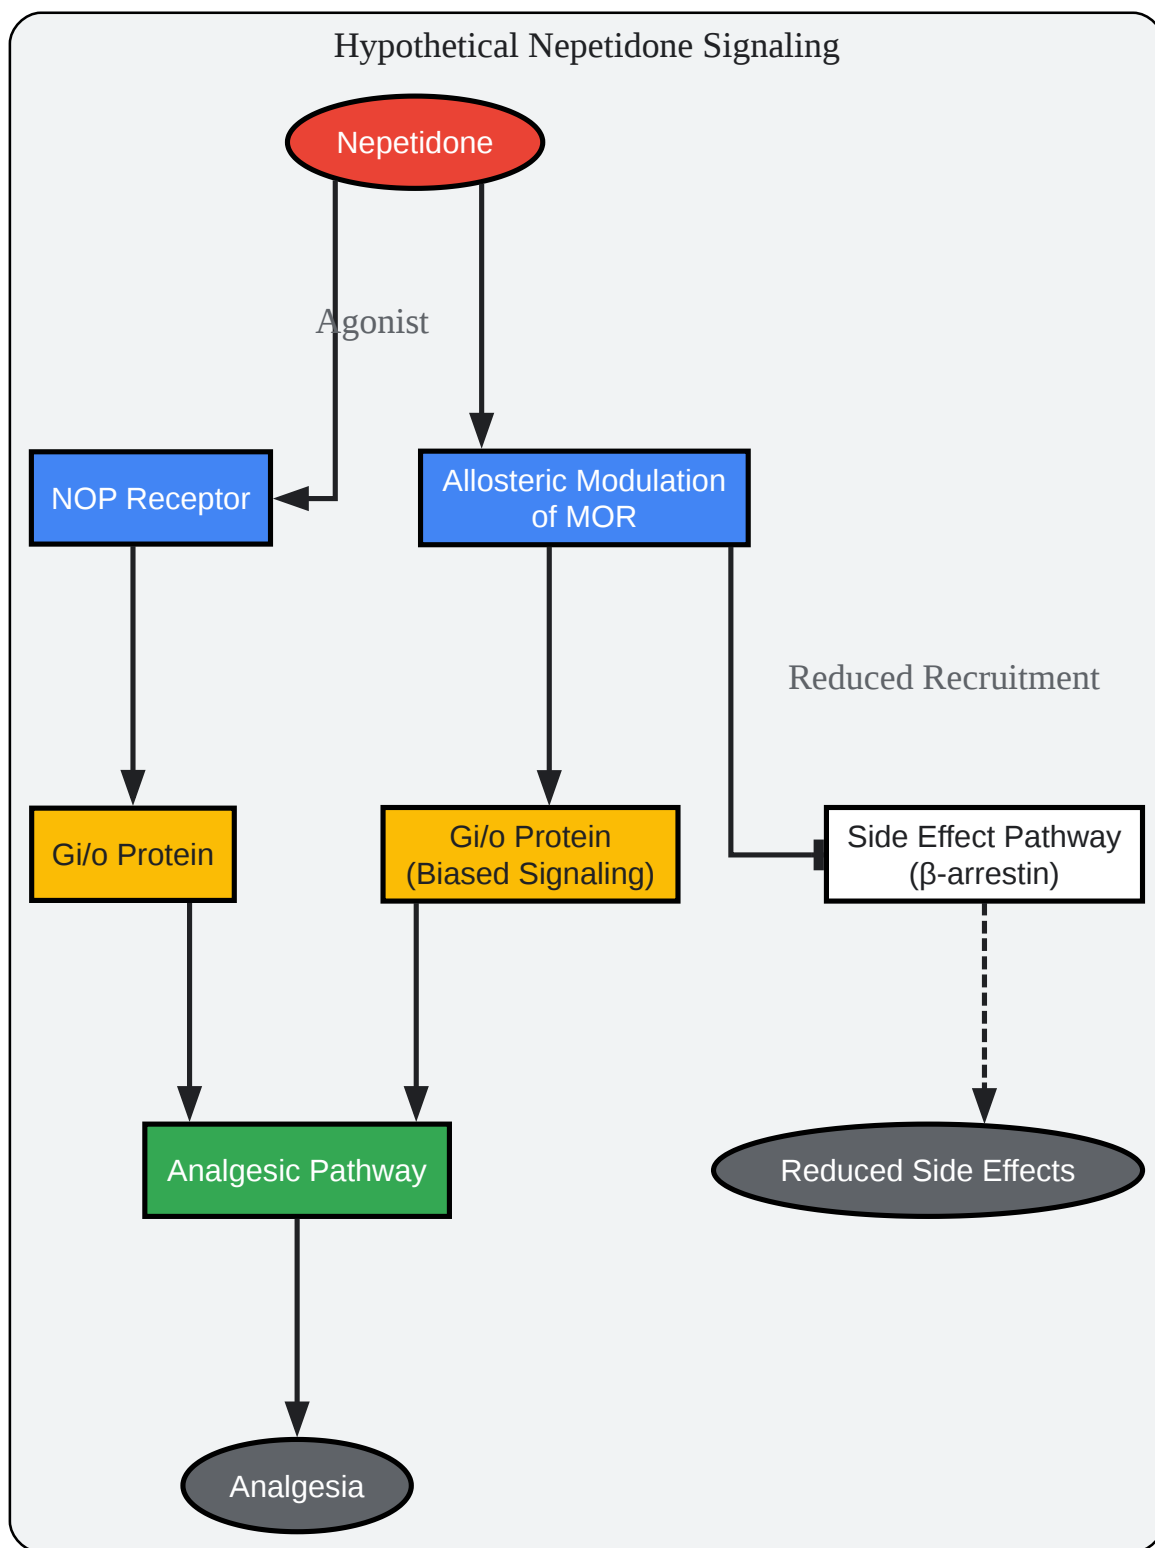 Hypothetical Nepetidone Signaling
Nepetidone
Agonist
NOP Receptor
Allosteric Modulation
of MOR
Reduced Recruitment
Gi/o Protein
Gi/o Protein
(Biased Signaling)
Side Effect Pathway
(β-arrestin)
Analgesic Pathway
Reduced Side Effects
Analgesia